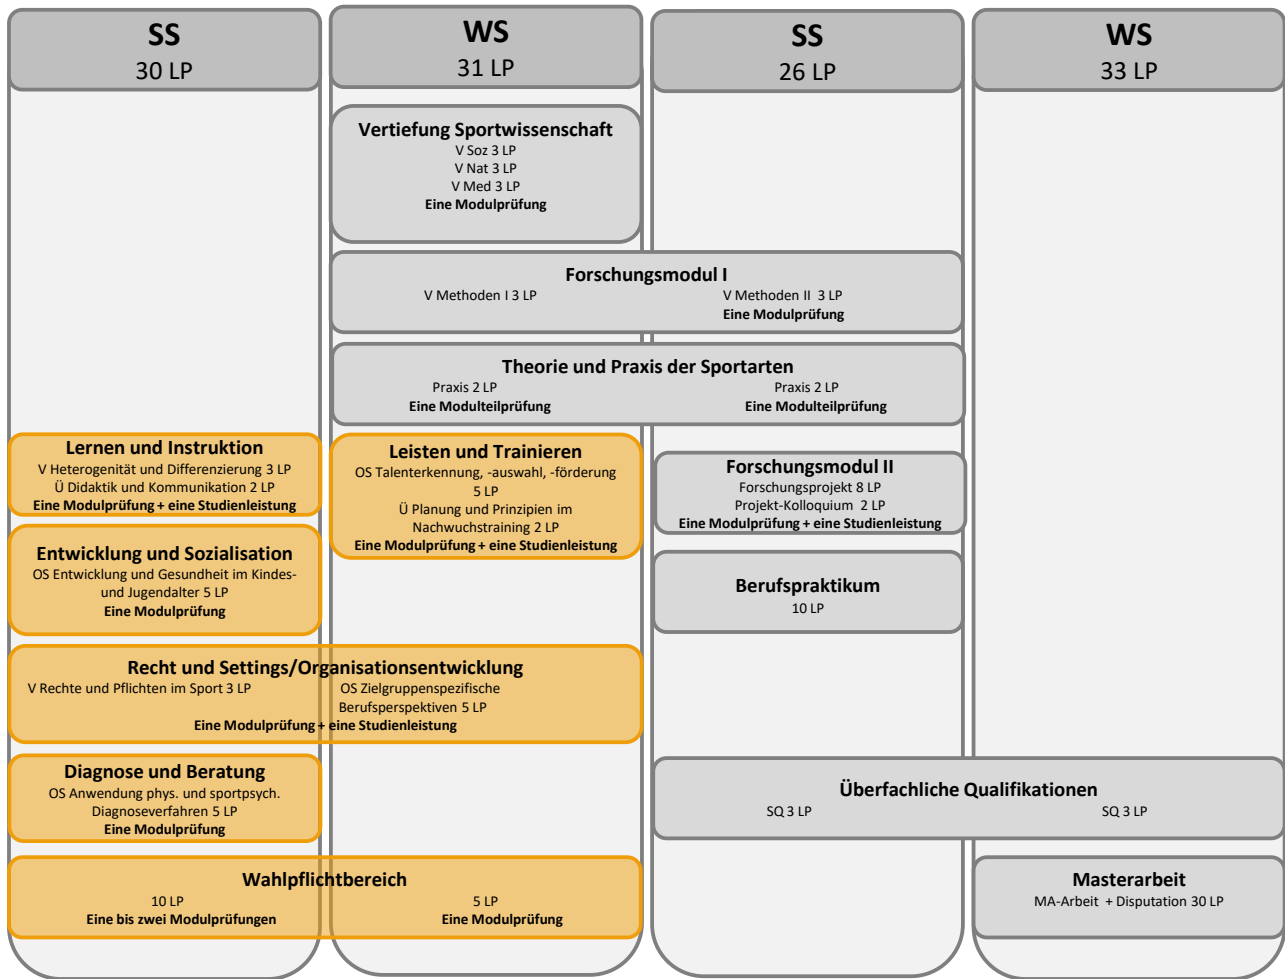 SS
30 LP
WS
31 LP
SS
26 LP
WS
33 LP
Vertiefung Sportwissenschaft
V Soz 3 LP
V Nat 3 LP
V Med 3 LP
Eine Modulprüfung
Forschungsmodul I
V Methoden I 3 LP
V Methoden II 3 LP
Eine Modulprüfung
Theorie und Praxis der Sportarten
Praxis 2 LP
Eine Modulteilprüfung
Praxis 2 LP
Eine Modulteilprüfung
Lernen und Instruktion
V Heterogenität und Differenzierung 3 LP
Ü Didaktik und Kommunikation 2 LP
Eine Modulprüfung + eine Studienleistung
Leisten und Trainieren
OS Talenterkennung, -auswahl, -förderung
5 LP
Ü Planung und Prinzipien im
Nachwuchstraining 2 LP
Eine Modulprüfung + eine Studienleistung
Forschungsmodul II
Forschungsprojekt 8 LP
Projekt-Kolloquium 2 LP
Eine Modulprüfung + eine Studienleistung
Entwicklung und Sozialisation
OS Entwicklung und Gesundheit im Kindes-
und Jugendalter 5 LP
Eine Modulprüfung
Berufspraktikum
10 LP
Recht und Settings/Organisationsentwicklung
V Rechte und Pflichten im Sport 3 LP
OS Zielgruppenspezifische
Berufsperspektiven 5 LP
Eine Modulprüfung + eine Studienleistung
Diagnose und Beratung
OS Anwendung phys. und sportpsych.
Diagnoseverfahren 5 LP
Eine Modulprüfung
Überfachliche Qualifikationen
SQ 3 LP
SQ 3 LP
Wahlpflichtbereich
10 LP
Eine bis zwei Modulprüfungen
5 LP
Eine Modulprüfung
Masterarbeit
MA-Arbeit + Disputation 30 LP